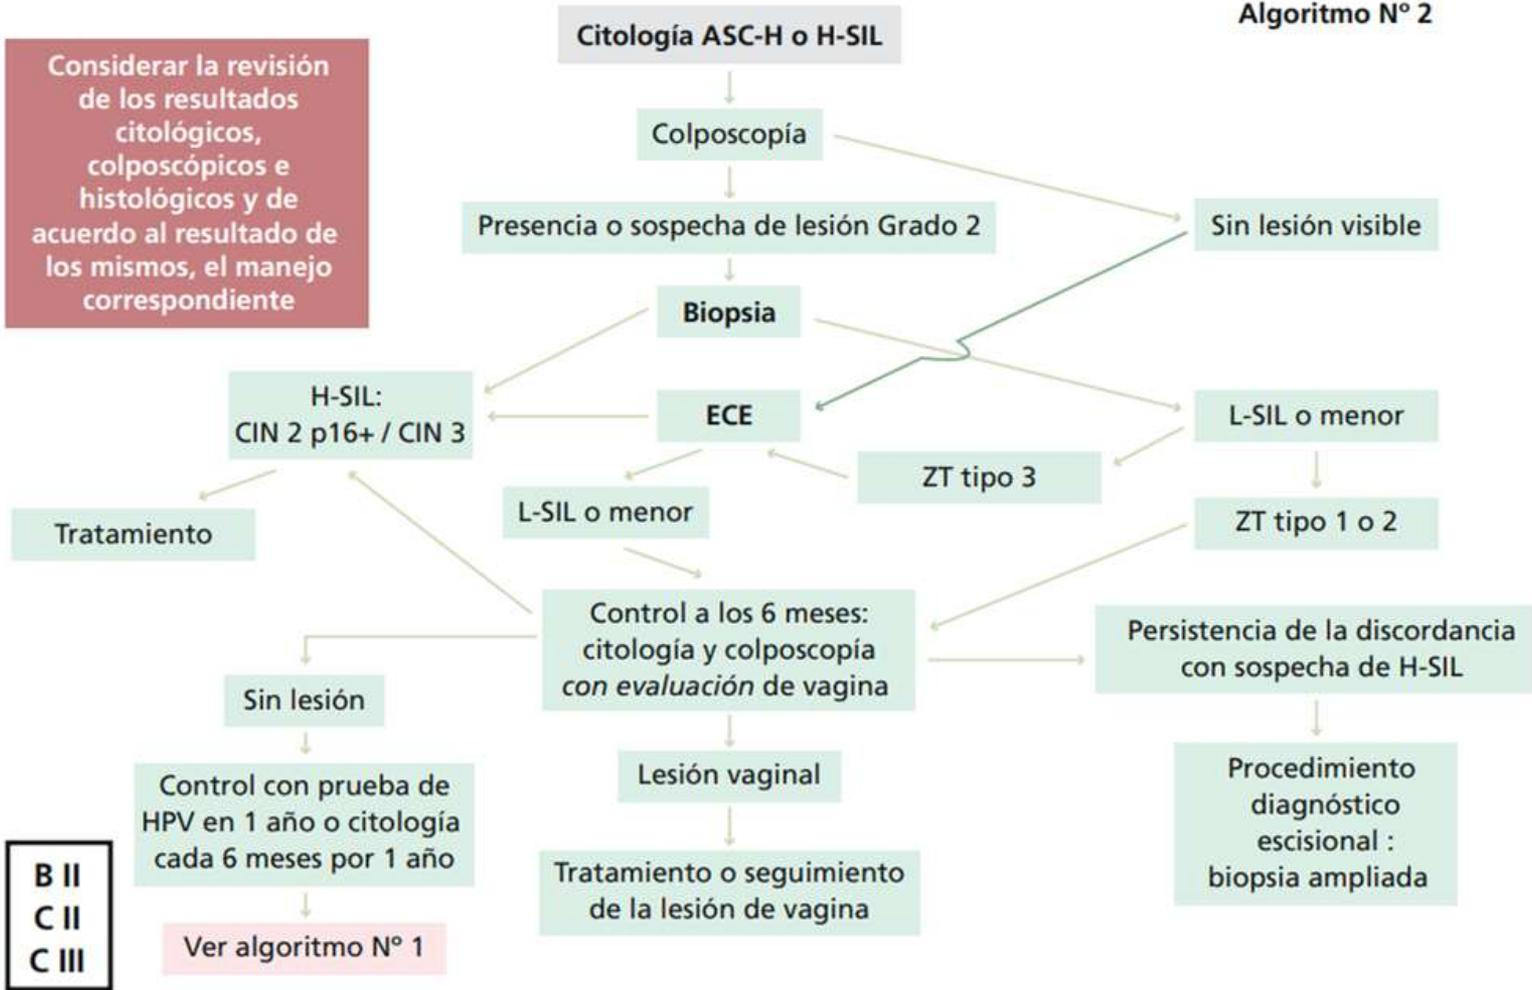 Algoritmo Nº 2
Citología ASC-H o H-SIL
Considerar la revisión
de los resultados
citológicos,
colposcópicos e
histológicos y de
acuerdo al resultado de
los mismos, el manejo
correspondiente
Colposcopía
Presencia o sospecha de lesión Grado 2
Sin lesión visible
Biopsia
H-SIL:
CIN 2 p16+ / CIN 3
ECE
L-SIL o menor
ZT tipo 3
Tratamiento
L-SIL o menor
ZT tipo 1 o 2
Control a los 6 meses:
citología y colposcopía
con evaluación de vagina
Persistencia de la discordancia
con sospecha de H-SIL
Sin lesión
Lesión vaginal
Procedimiento
diagnóstico
escisional :
biopsia ampliada
Control con prueba de
HPV en 1 año o citología
cada 6 meses por 1 año
Tratamiento o seguimiento
de la lesión de vagina
Ver algoritmo Nº 1
B II
C II
C III